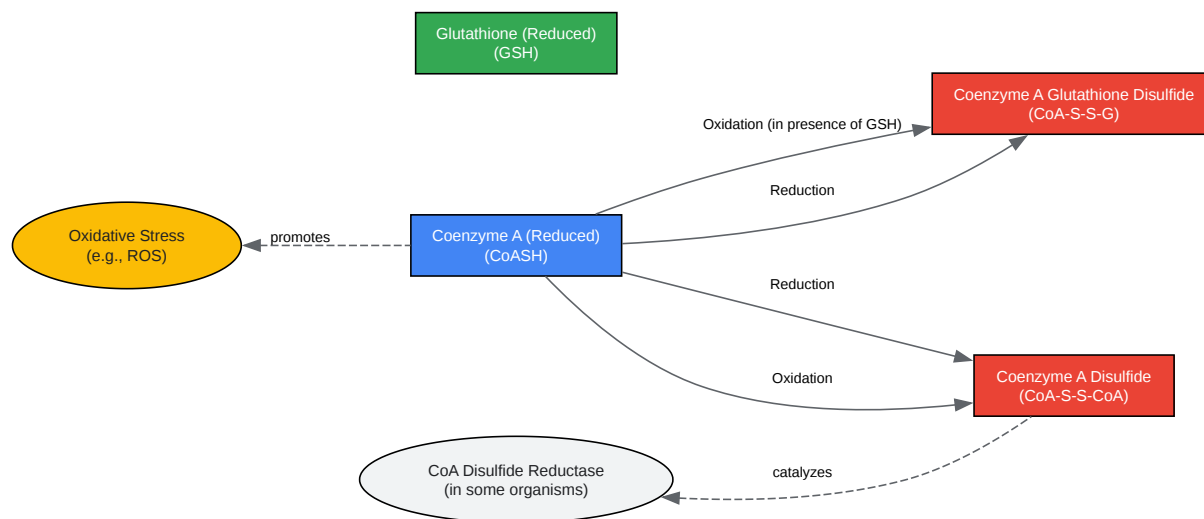 Glutathione (Reduced)
(GSH)
Coenzyme A Glutathione Disulfide
(CoA-S-S-G)
Oxidation (in presence of GSH)
Reduction
Oxidative Stress
(e.g., ROS)
promotes
Coenzyme A (Reduced)
(CoASH)
Reduction
Coenzyme A Disulfide
(CoA-S-S-CoA)
Oxidation
CoA Disulfide Reductase
(in some organisms)
catalyzes